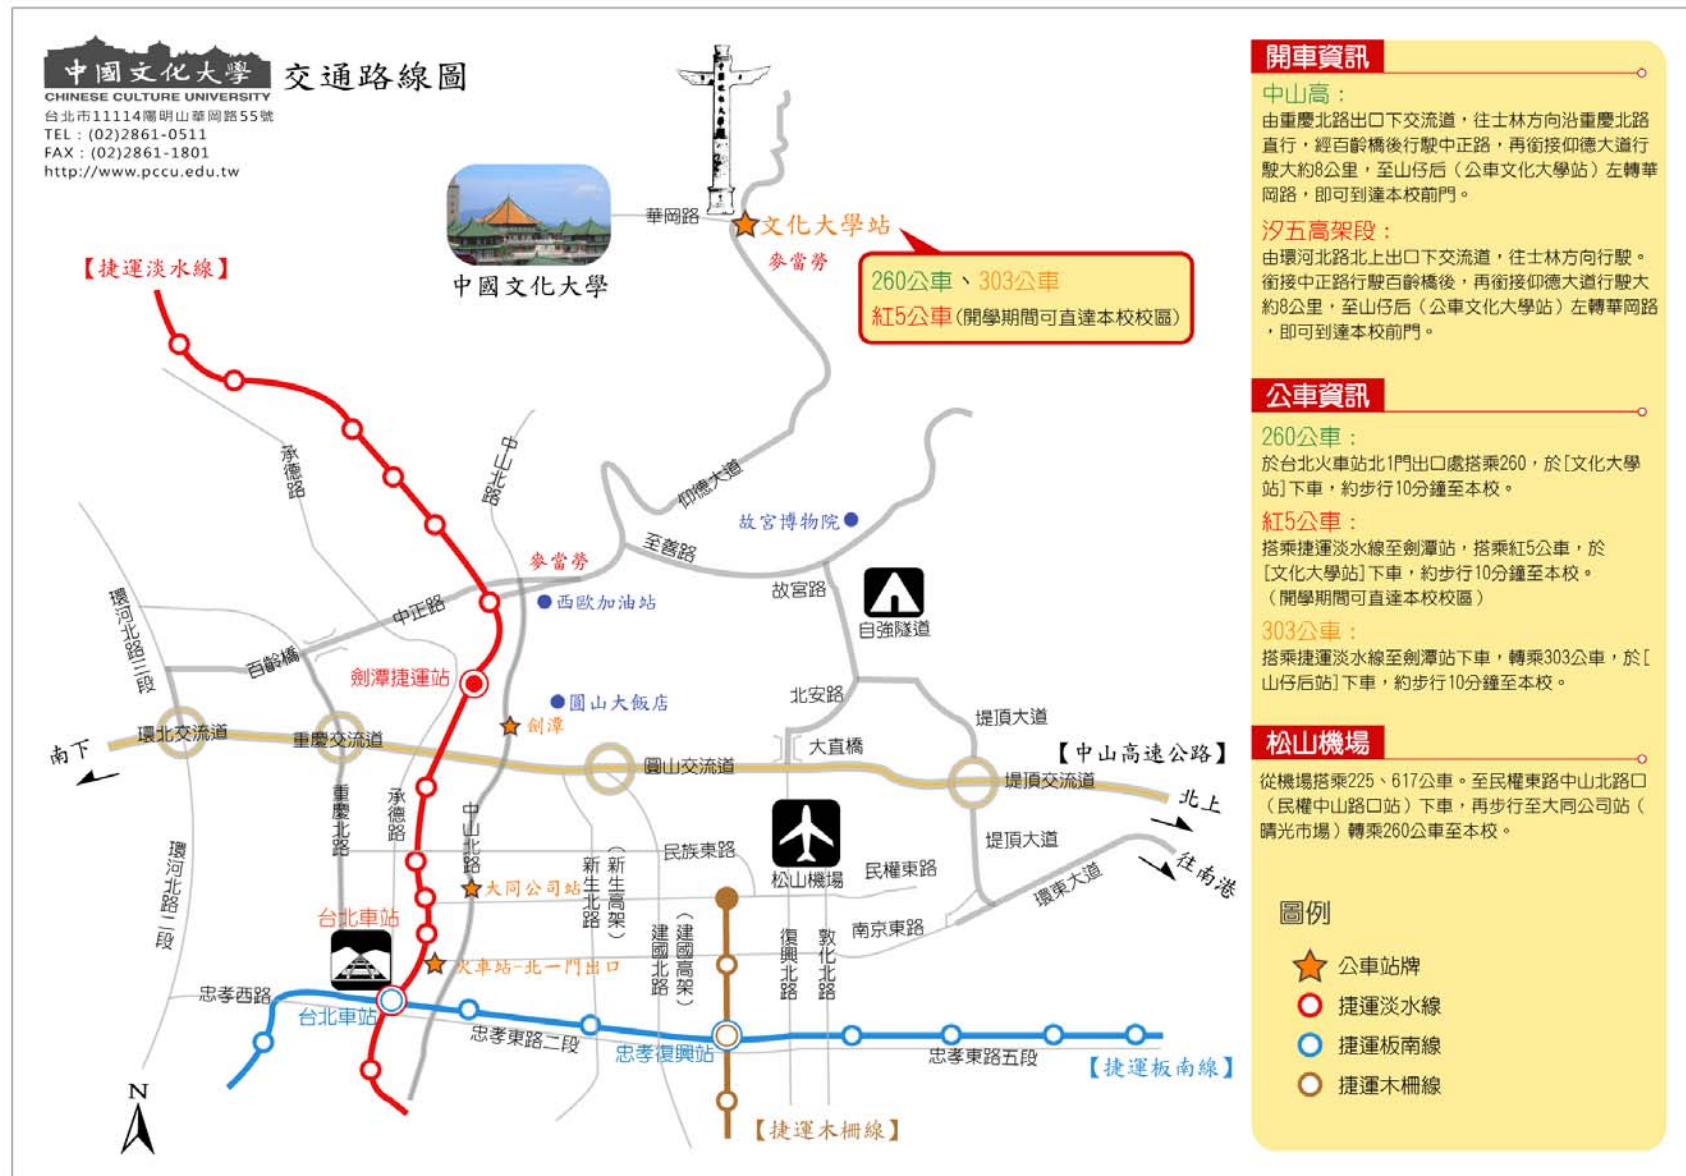 中國文化大學
CHINESE CULTURE UNIVERSITY
交通路線圖
台北市11114陽明山華岡路55號
TEL : (02)2861-0511
FAX : (02)2861-1801
http://www.pccu.edu.tw
中國文化大學
華岡路
文化大學站
麥當勞
260公車、303公車
紅5公車(開學期間可直達本校校區)
【捷運淡水線】
中國文化大學
承德路
中山北路
仰德大道
故宮博物院
至善路
麥當勞
故宮路
西歐加油站
中正路
自強隧道
環河北路三段
百齡橋
劍潭捷運站
北安路
圓山大飯店
劍潭
堤頂大道
環北交流道
重慶交流道
大直橋
【中山高速公路】
南下
圓山交流道
堤頂交流道
北上
重慶北路
承德路
中山北路
堤頂大道
環河北路二段
民族東路
新生北路
(新生高架)
松山機場
民權東路
往南港
環東大道
大同公司站
台北車站
南京東路
建國北路
(建國高架)
復興北路
敦化北路
火車站-北一門出口
忠孝西路
台北車站
忠孝東路二段
忠孝復興站
忠孝東路五段
【捷運板南線】
N
【捷運木柵線】
開車資訊
中山高：
由重慶北路出口下交流道，往士林方向沿重慶北路
直行，經百齡橋後行駛中正路，再銜接仰德大道行
駛大約8公里，至山仔后（公車文化大學站）左轉華
岡路，即可到達本校前門。
汐五高架段：
由環河北路北上出口下交流道，往士林方向行駛。
銜接中正路行駛百齡橋後，再銜接仰德大道行駛大
約8公里，至山仔后（公車文化大學站）左轉華岡路
，即可到達本校前門。
公車資訊
260公車：
於台北火車站北1門出口處搭乘260，於[文化大學
站]下車，約步行10分鐘至本校。
紅5公車：
搭乘捷運淡水線至劍潭站，搭乘紅5公車，於
[文化大學站]下車，約步行10分鐘至本校。
（開學期間可直達本校校區）
303公車：
搭乘捷運淡水線至劍潭站下車，轉乘303公車，於[
山仔后站]下車，約步行10分鐘至本校。
松山機場
從機場搭乘225、617公車。至民權東路中山北路口
（民權中山路口站）下車，再步行至大同公司站（
晴光市場）轉乘260公車至本校。
圖例
公車站牌
捷運淡水線
捷運板南線
捷運木柵線